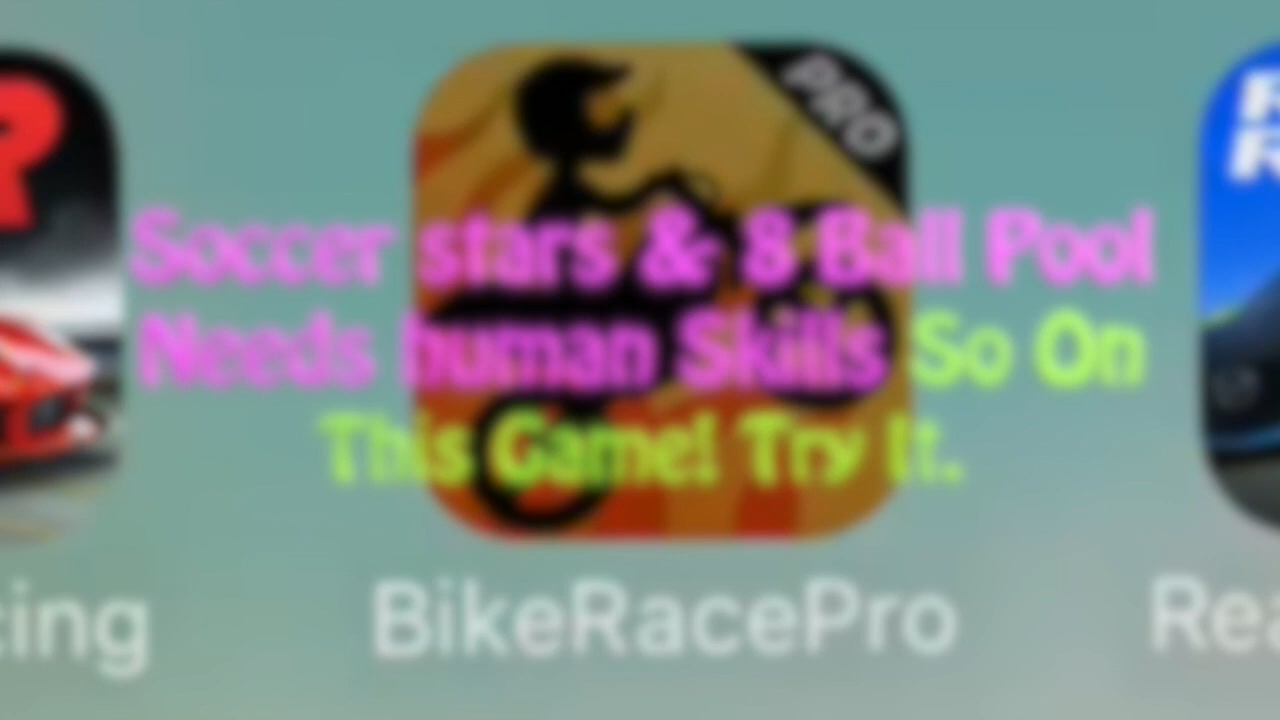 R
PRO
R
R
Soccer stars & 8 Ball Pool
Needs human Skills So On
This Game! Try It.
cing
BikeRacePro
Rea